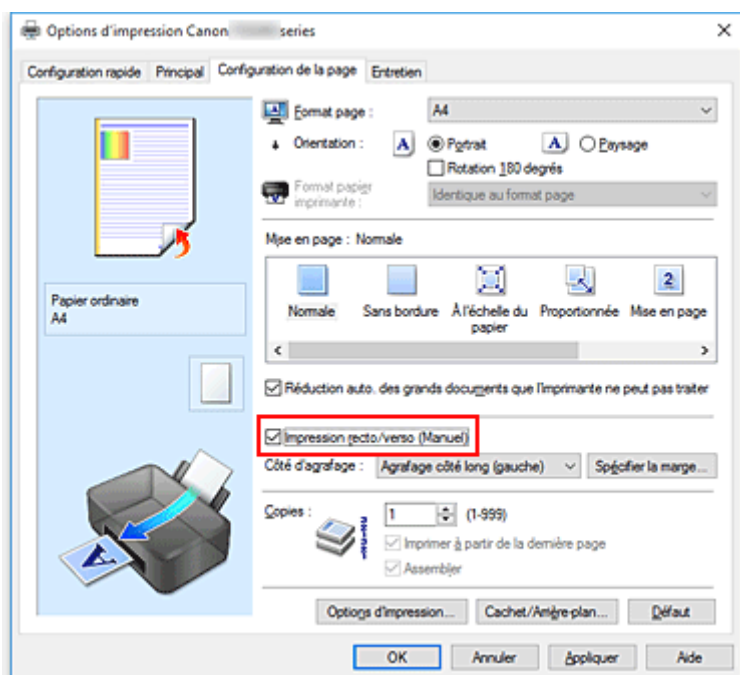 Options d'impression Canon series
Configuration rapide Principal Configuration de la page Entretien
Format page : A4
Orientation : A Portrait A Paysage
Rotation 180 degrés
Format papier
imprimante : Identique au format page
Mise en page : Normale
Normale Sans bordure À l'échelle du Proportionnée Mise en page
papier
2
Papier ordinaire
A4
Réduction auto. des grands documents que l'imprimante ne peut pas traiter
Impression recto/verso (Manuel)
Côté d'agrafage : Agrafage côté long (gauche) Spécifier la marge...
Copies : 1 (1-999)
Imprimer à partir de la dernière page
Assembler
A
Options d'impression... Cachet/Arrière-plan... Défaut
OK Annuler Appliquer Aide